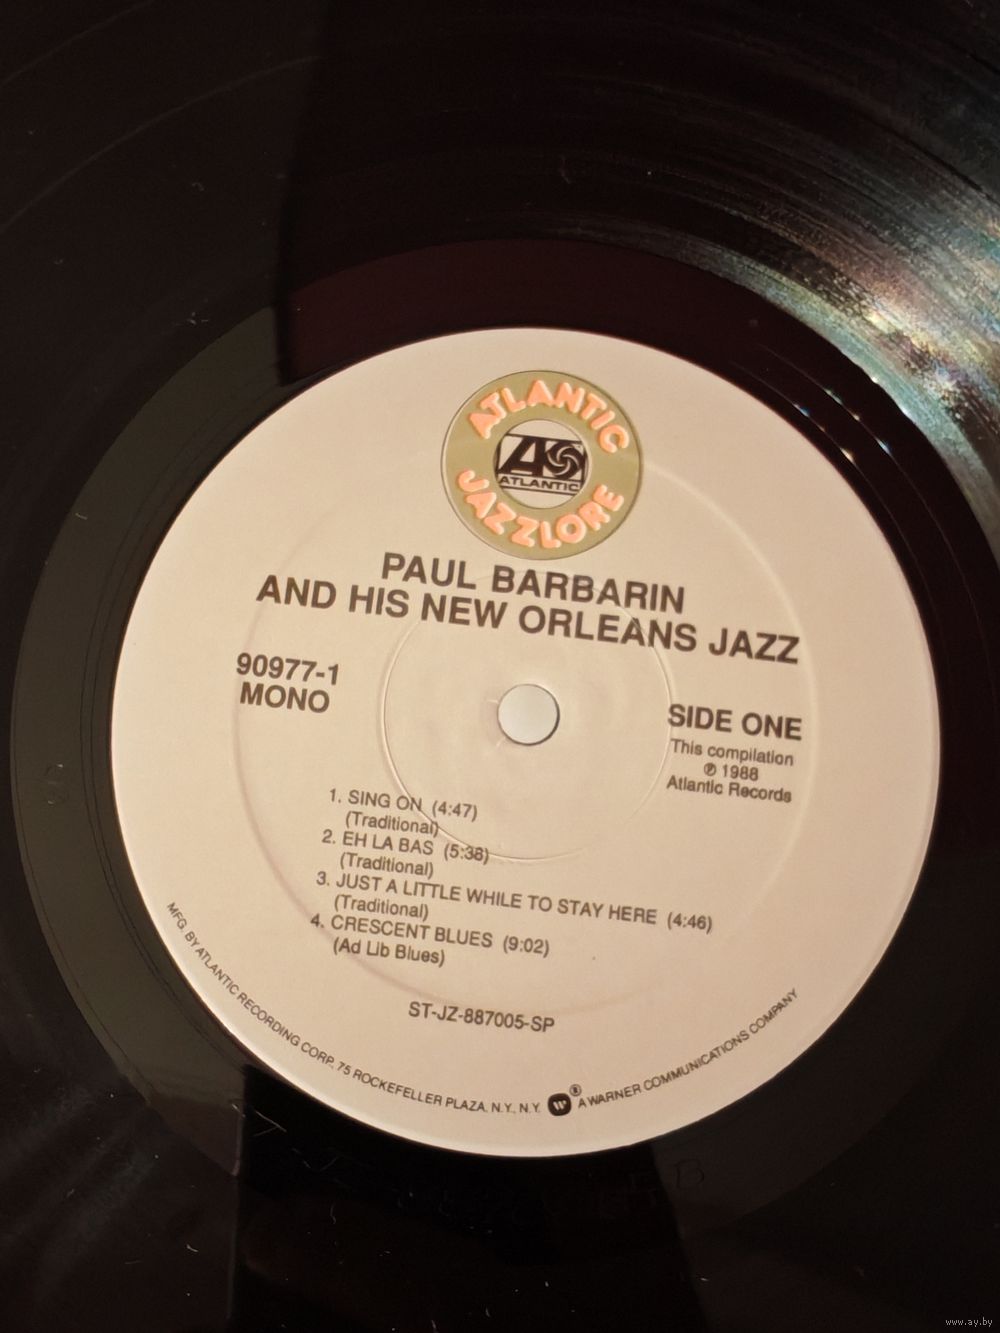 ATLANTIC
ATLANTIC
JAZZLORE
PAUL BARBARIN
AND HIS NEW ORLEANS JAZZ
90977-1
MONO
SIDE ONE
This compilation
℗ 1988
Atlantic Records
1. SING ON (4:47)
(Traditional)
2. EH LA BAS (5:38)
(Traditional)
3. JUST A LITTLE WHILE TO STAY HERE (4:46)
(Traditional)
4. CRESCENT BLUES (9:02)
(Ad Lib Blues)
ST-JZ-887005-SP
MFG. BY ATLANTIC RECORDING CORP., 75 ROCKEFELLER PLAZA, N.Y., N.Y. ® A WARNER COMMUNICATIONS COMPANY
www.ay.by